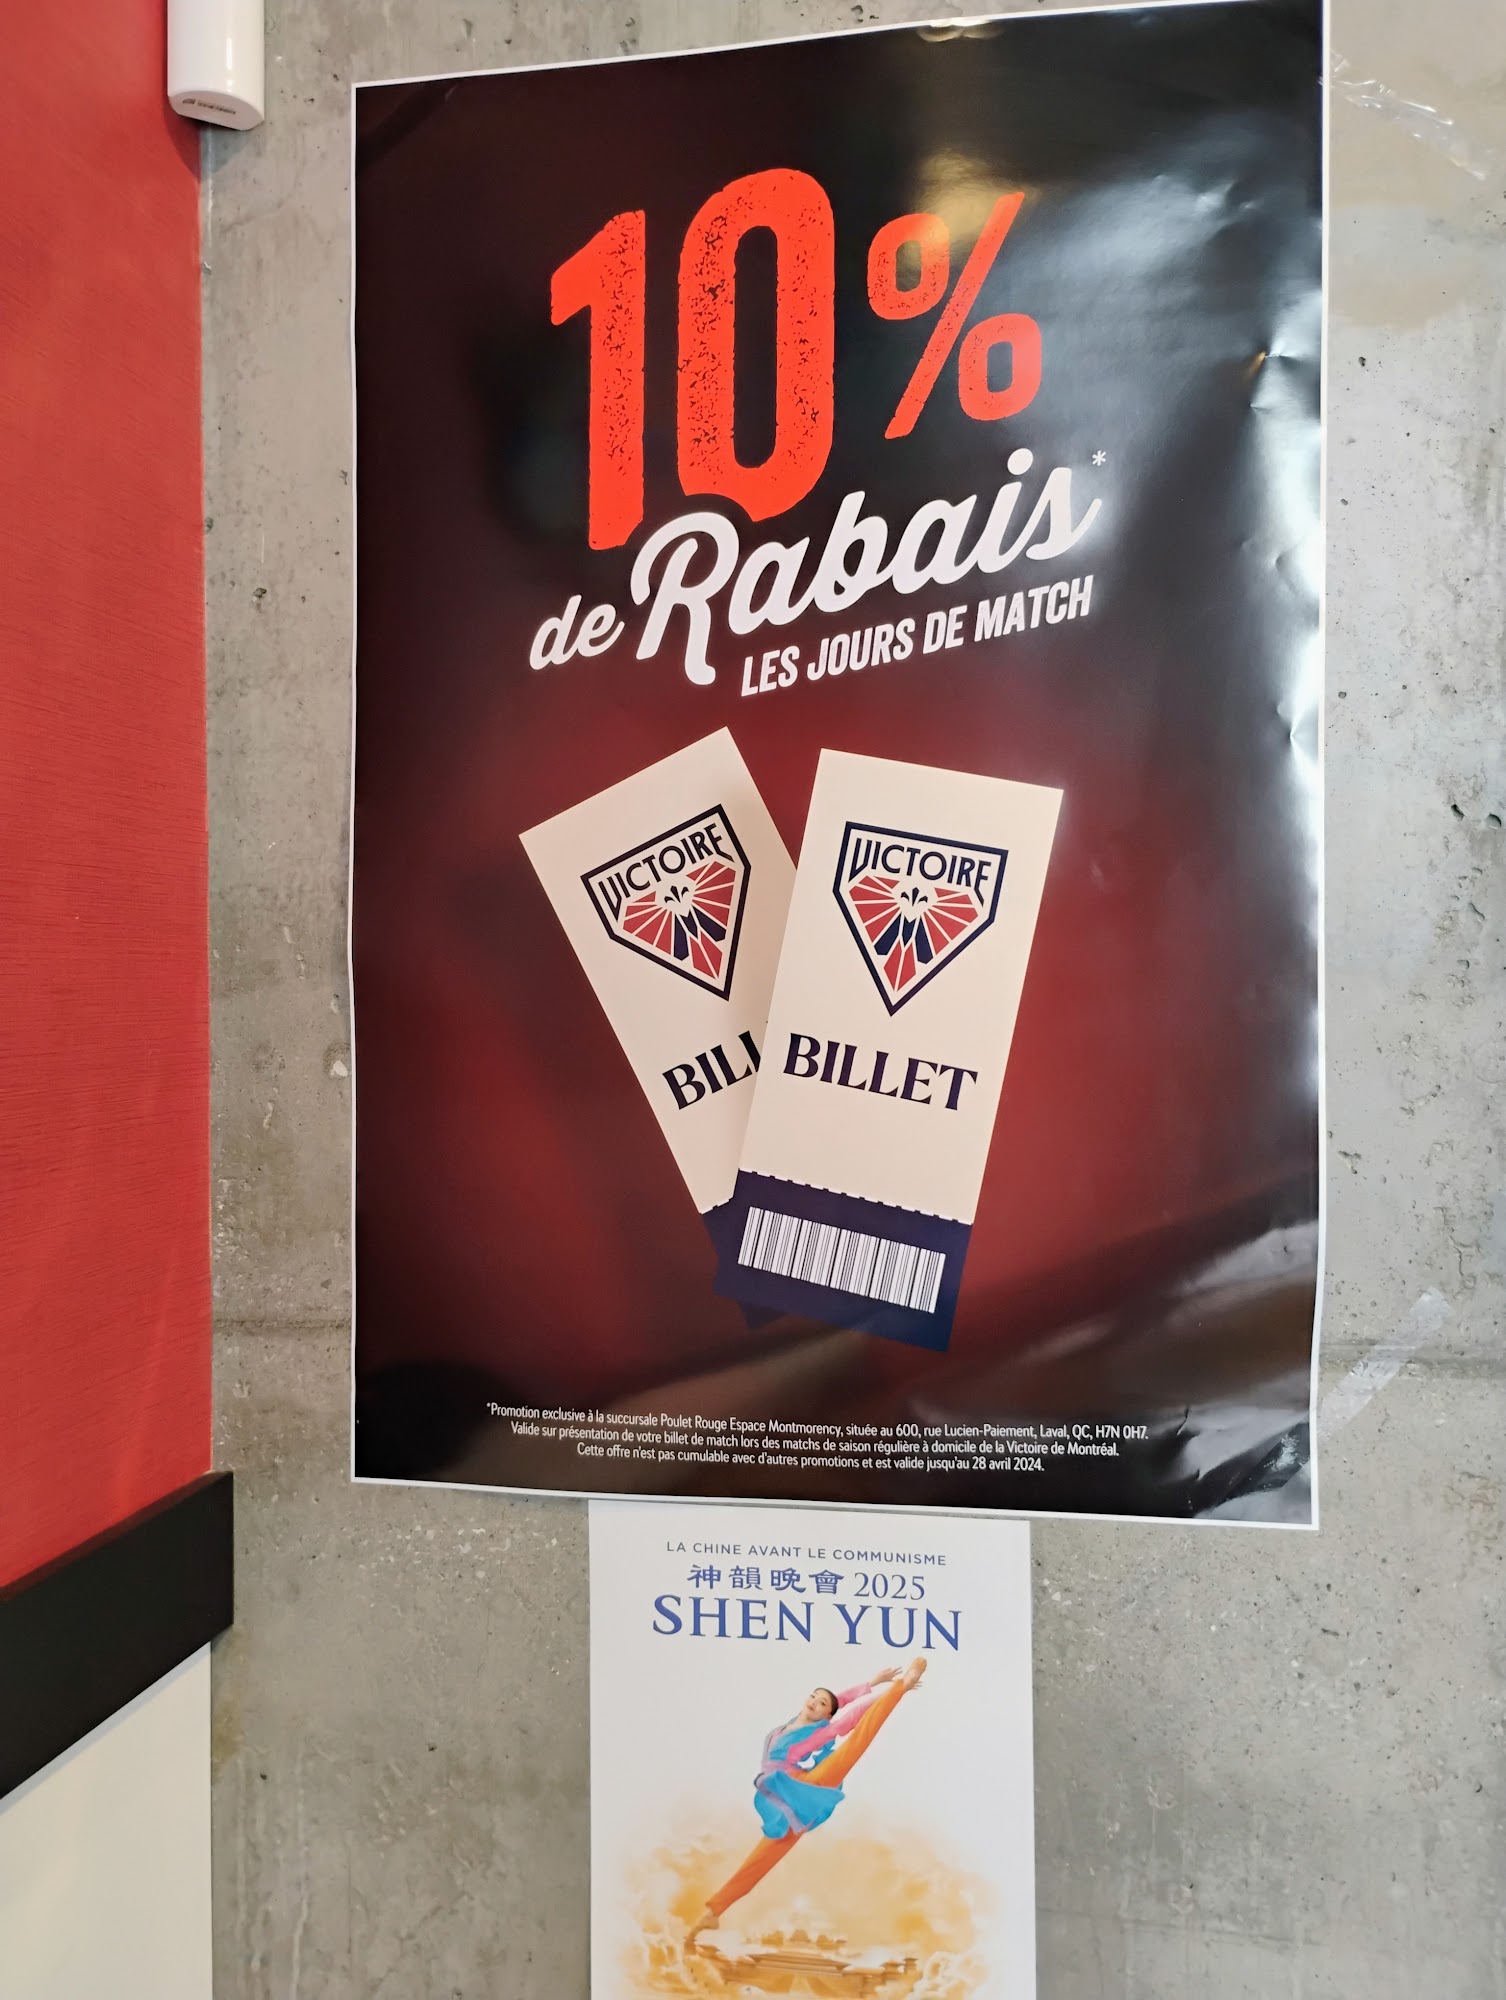 10%
de Rabais*
LES JOURS DE MATCH
VICTOIRE
BILL
VICTOIRE
BILLET
*Promotion exclusive à la succursale Poulet Rouge Espace Montmorency, située au 600, rue Lucien-Paiement, Laval, QC, H7N 0H7.
Valide sur présentation de votre billet de match lors des matchs de saison régulière à domicile de la Victoire de Montréal.
Cette offre n'est pas cumulable avec d'autres promotions et est valide jusqu'au 28 avril 2024.
LA CHINE AVANT LE COMMUNISME
神韻晚會 2025
SHEN YUN